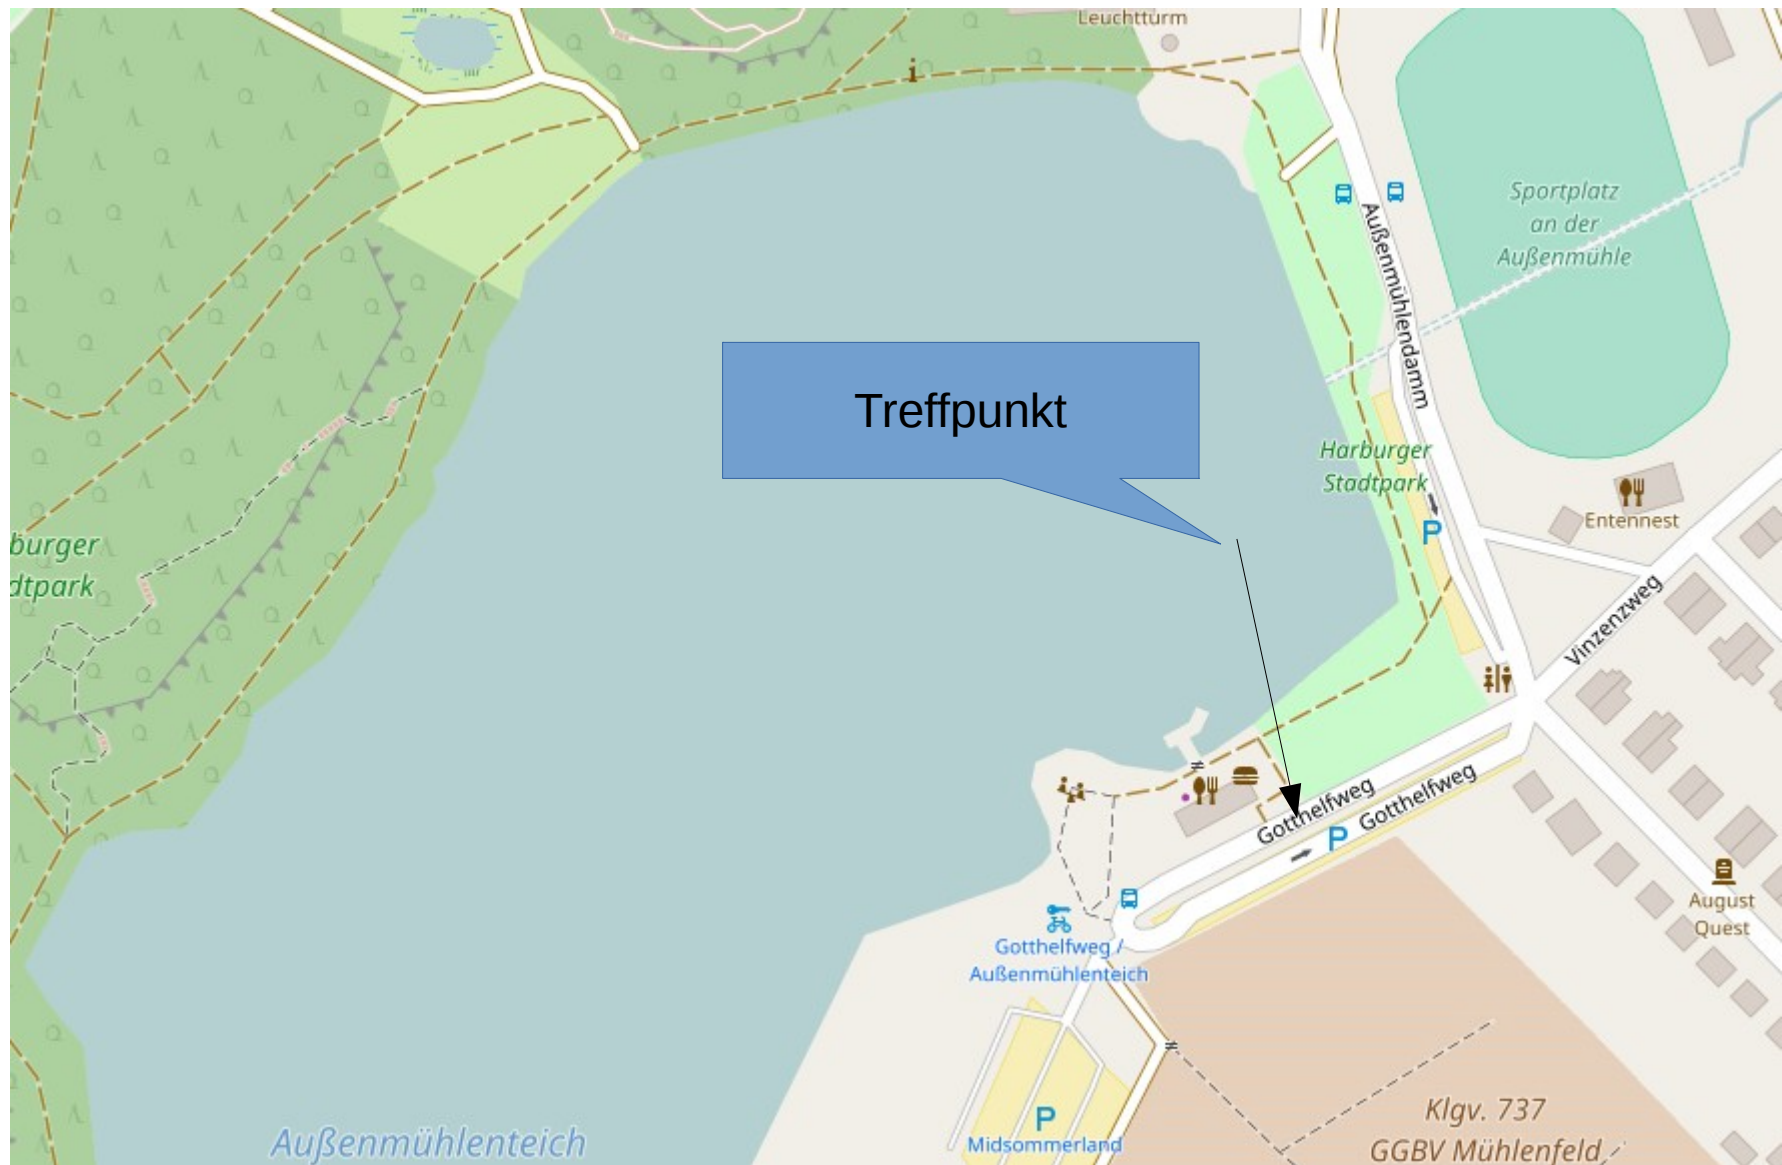 Leuchtturm
Sportplatz
an der
Außenmühle
Außenmühlendamm
Treffpunkt
Harburger
Stadtpark
P
Entennest
burger
dtpark
Vinzenzweg
Gotthelfweg
Gotthelfweg
P
August
Quest
Gotthelfweg /
Außenmühlenteich
P
Midsommerland
Klgv. 737
GGBV Mühlenfeld
Außenmühlenteich